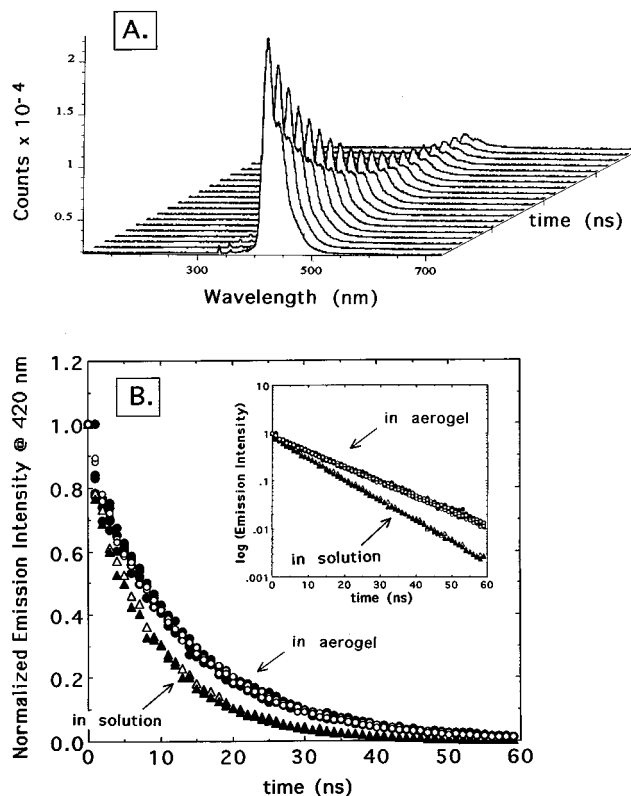 A.
Counts x 10-4
2
1.5
1
0.5
300
500
700
Wavelength (nm)
time (ns)
B.
Normalized Emission Intensity @ 420 nm
1.2
1.0
0.8
0.6
0.4
0.2
0.0
0
10
20
30
40
50
60
time (ns)
in aerogel
in solution
log (Emission Intensity)
10
1
.1
.01
.001
0
10
20
30
40
50
60
time (ns)
in aerogel
in solution